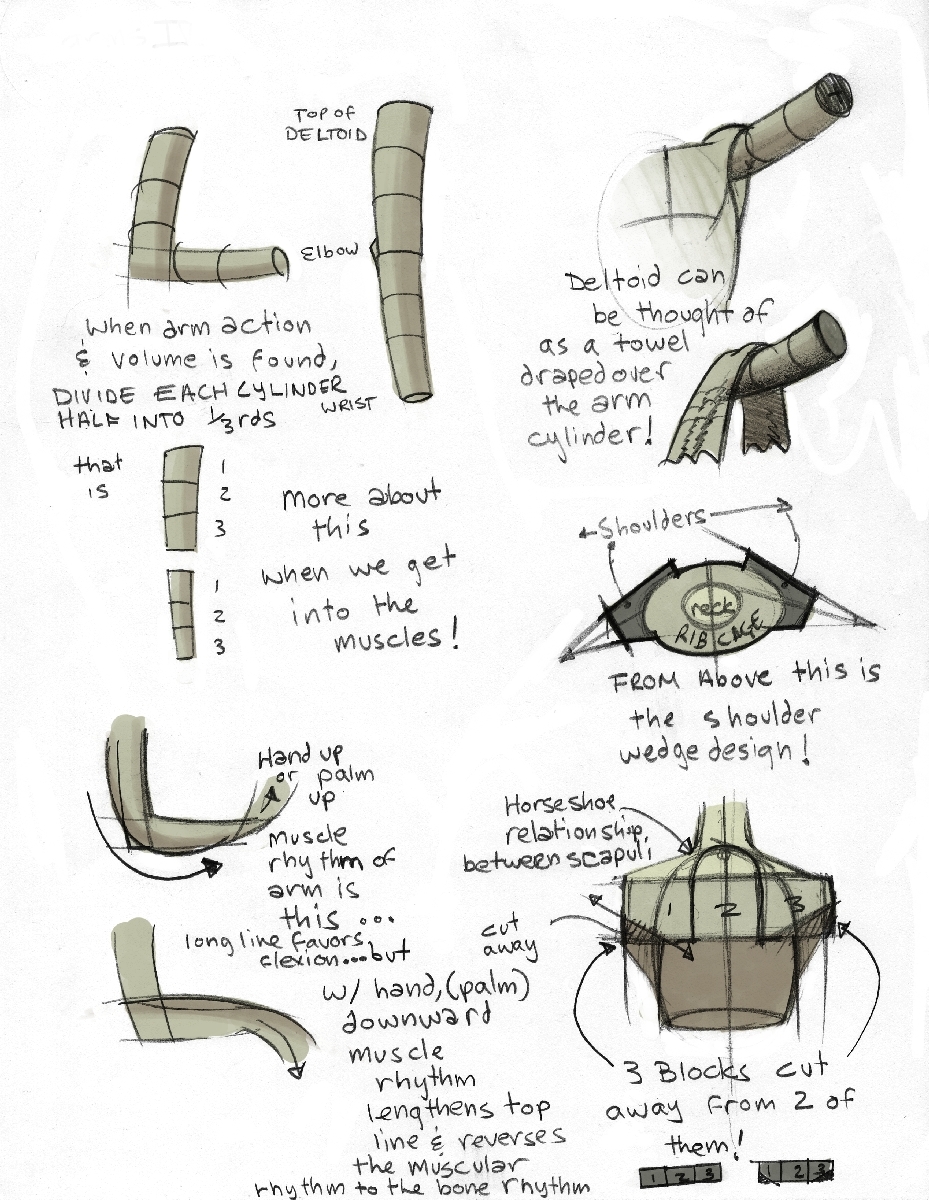 TOP OF
DELTOID
Elbow
WRIST
When arm action
& volume is found,
DIVIDE EACH CYLINDER
HALF INTO 1/3rds
that
is
1
2
3
1
2
3
more about
this
when we get
into the
muscles!
Hand up
or palm
up
muscle
rhythm of
arm is
this ...
long line favors
clexion...but
w/ hand, (palm)
downward
muscle
rhythm
lengthens top
line & reverses
the muscular
rhythm to the bone rhythm
Deltoid can
be thought of
as a towel
draped over
the arm
cylinder!
Shoulders
neck
RIB CAGE
FROM Above this is
the shoulder
wedge design!
Horseshoe
relationship
between scapuli
1 2 3
cut
away
3 Blocks cut
away from 2 of
them!
1 2 3
1 2 3